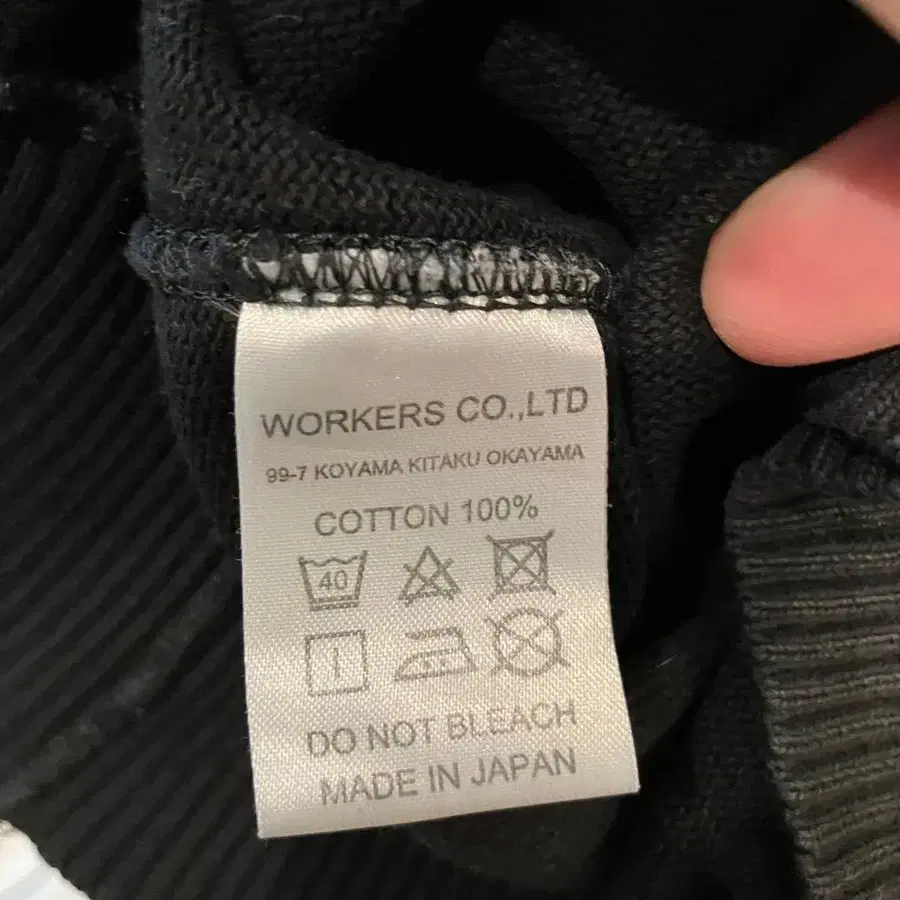 WORKERS CO.,LTD
99-7 KOYAMA KITAKU OKAYAMA
COTTON 100%
40
DO NOT BLEACH
MADE IN JAPAN